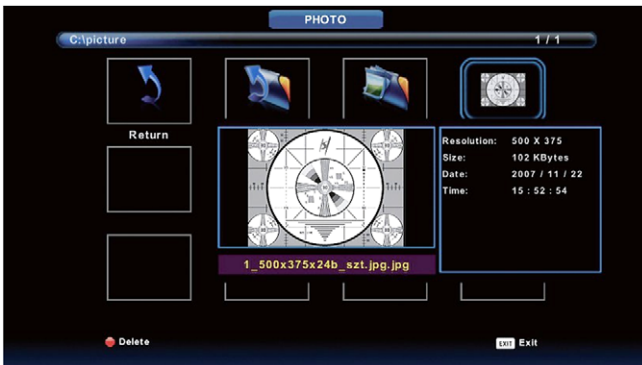 PHOTO
C:\picture 1 / 1
Return
Resolution: 500 X 375
Size: 102 KBytes
Date: 2007 / 11 / 22
Time: 15 : 52 : 54
1_500x375x24b_szt.jpg.jpg
Delete EXIT Exit